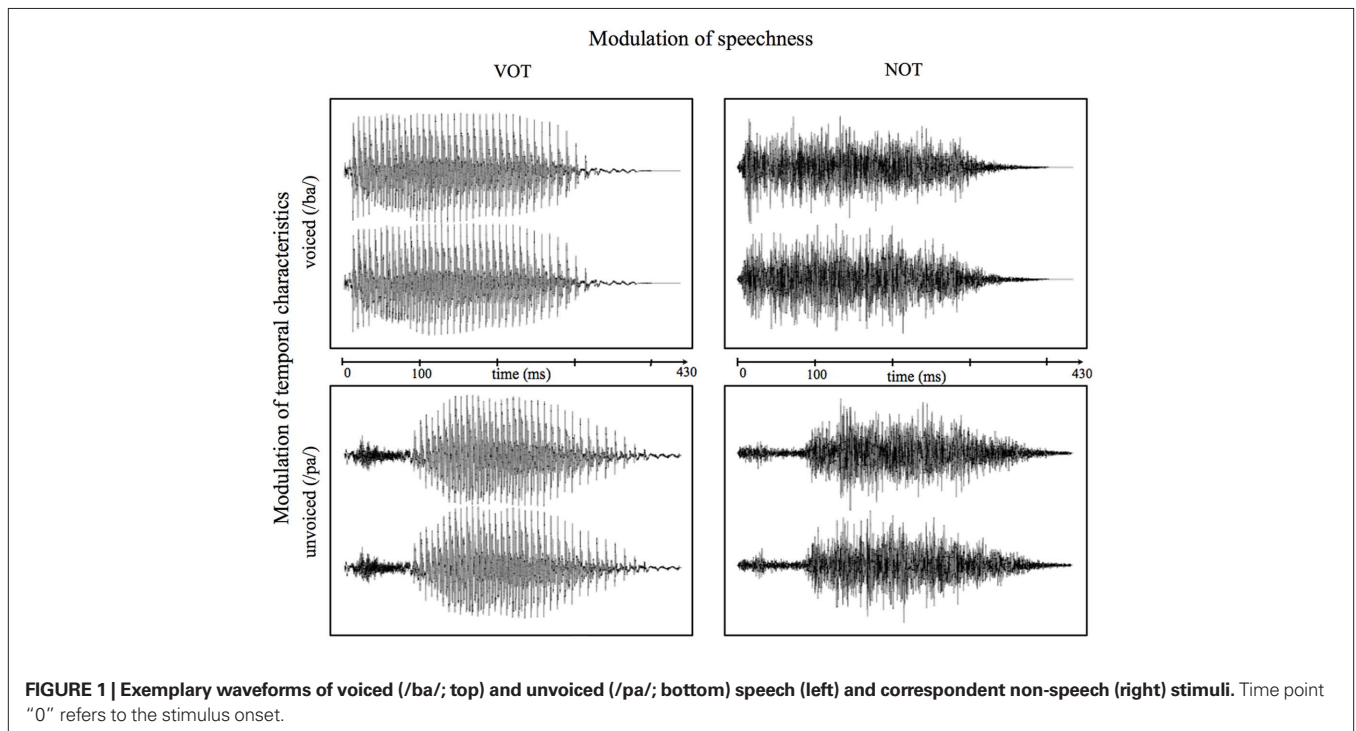 Modulation of speechness
VOT
NOT
Modulation of temporal characteristics
voiced (/ba/)
0 100 time (ms) 430
0 100 time (ms) 430
unvoiced (/pa/)
FIGURE 1 | Exemplary waveforms of voiced (/ba/; top) and unvoiced (/pa/; bottom) speech (left) and correspondent non-speech (right) stimuli. Time point
"0" refers to the stimulus onset.